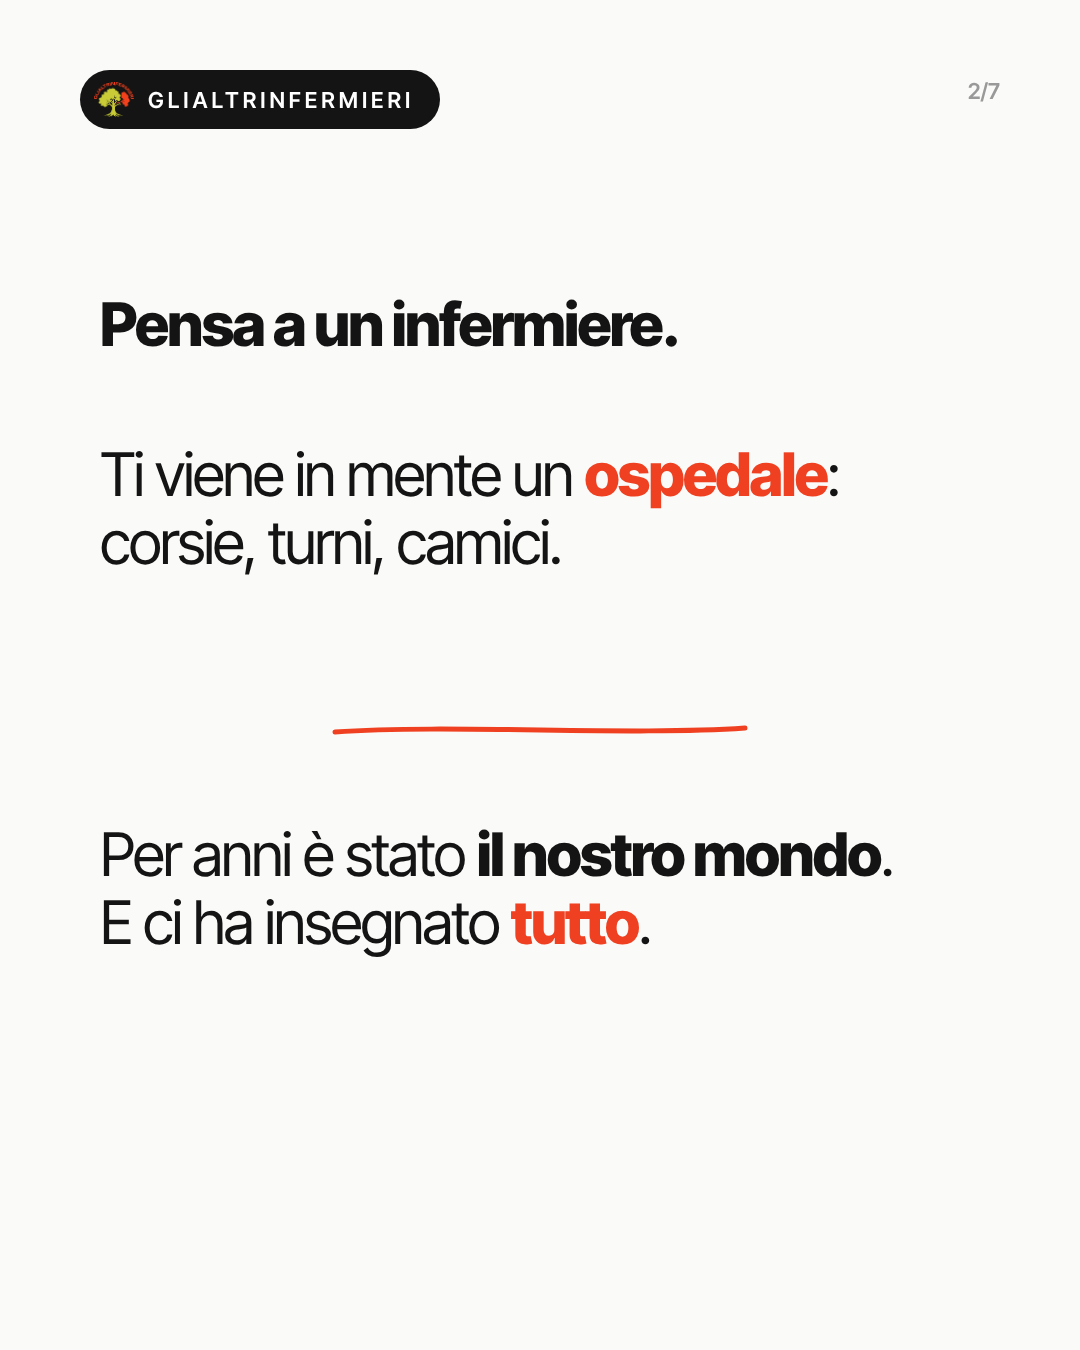 GLIALTRINFERMIERI
GLIALTRINFERMIERI
2/7
Pensa a un infermiere.
Ti viene in mente un ospedale:
corsie, turni, camici.
Per anni è stato il nostro mondo.
E ci ha insegnato tutto.